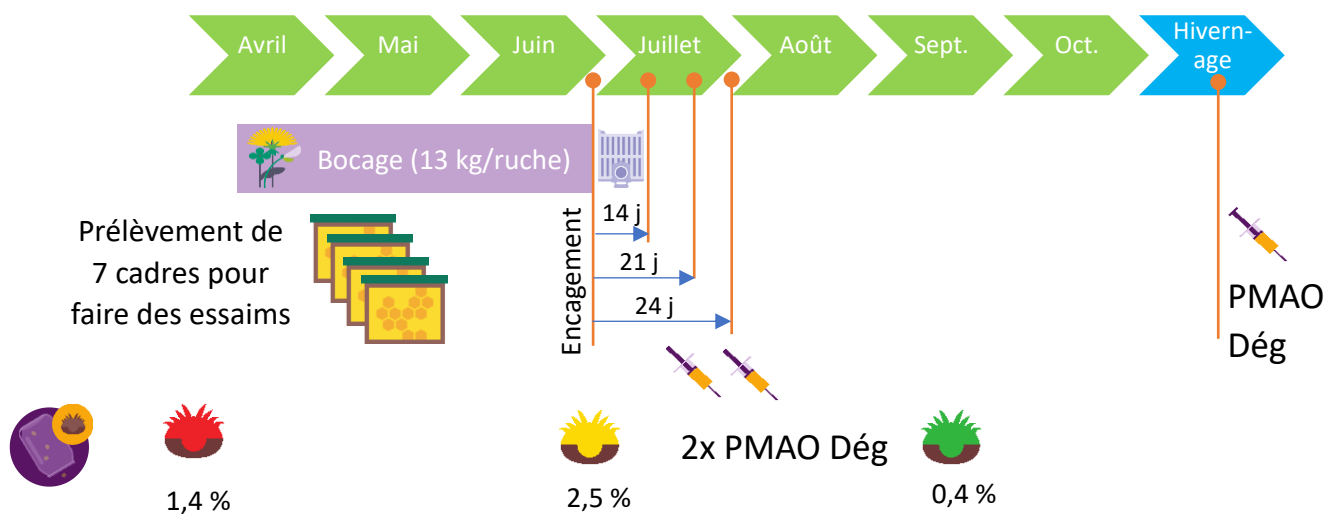 Avril
Mai
Juin
Juillet
Août
Sept.
Oct.
Hivern-
age
Bocage (13 kg/ruche)
Prélèvement de
7 cadres pour
faire des essaims
Encagement
14 j
21 j
24 j
PMAO
Dég
2x PMAO Dég
1,4 %
2,5 %
0,4 %